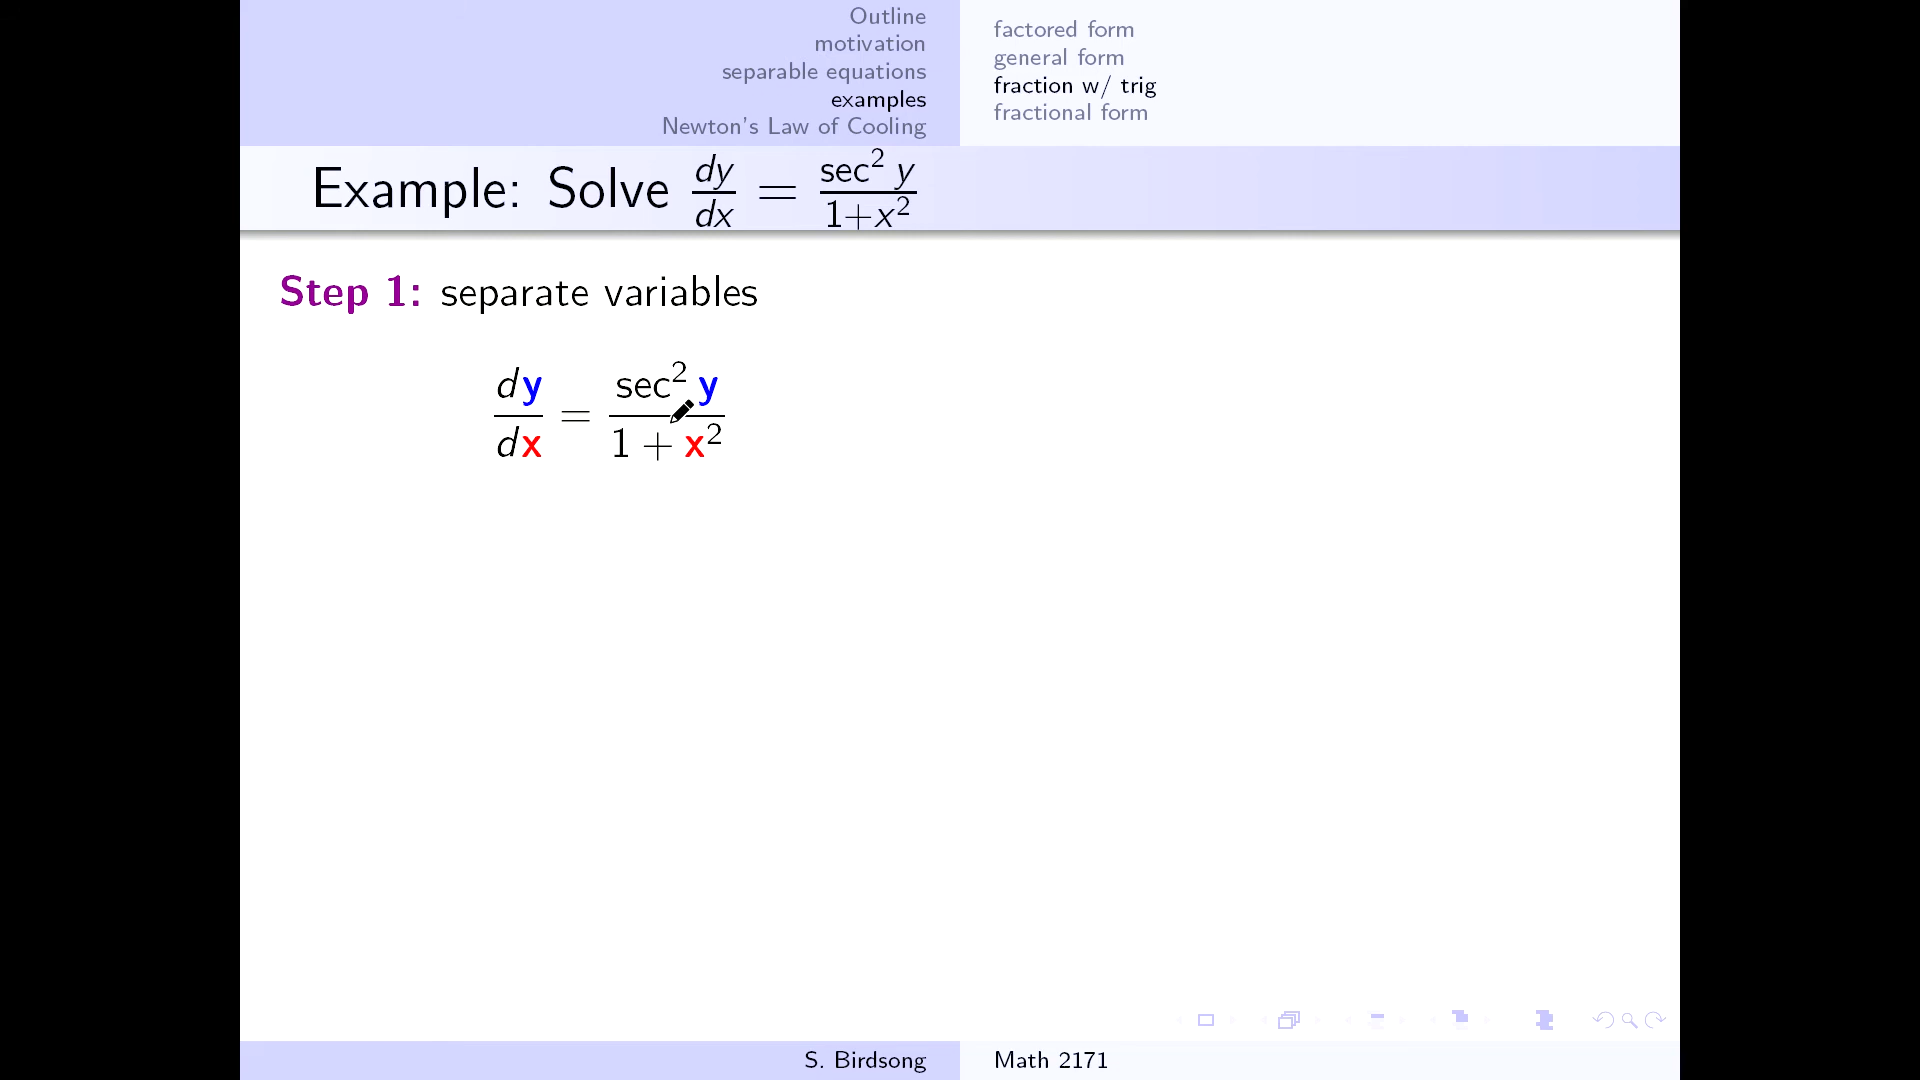 Outline
motivation
separable equations
examples
Newton's Law of Cooling
factored form
general form
fraction w/ trig
fractional form
Example: Solve dy/dx = sec² y/1+x²
Step 1: separate variables
dy/dx = sec² y/1 + x²
S. Birdsong
Math 2171